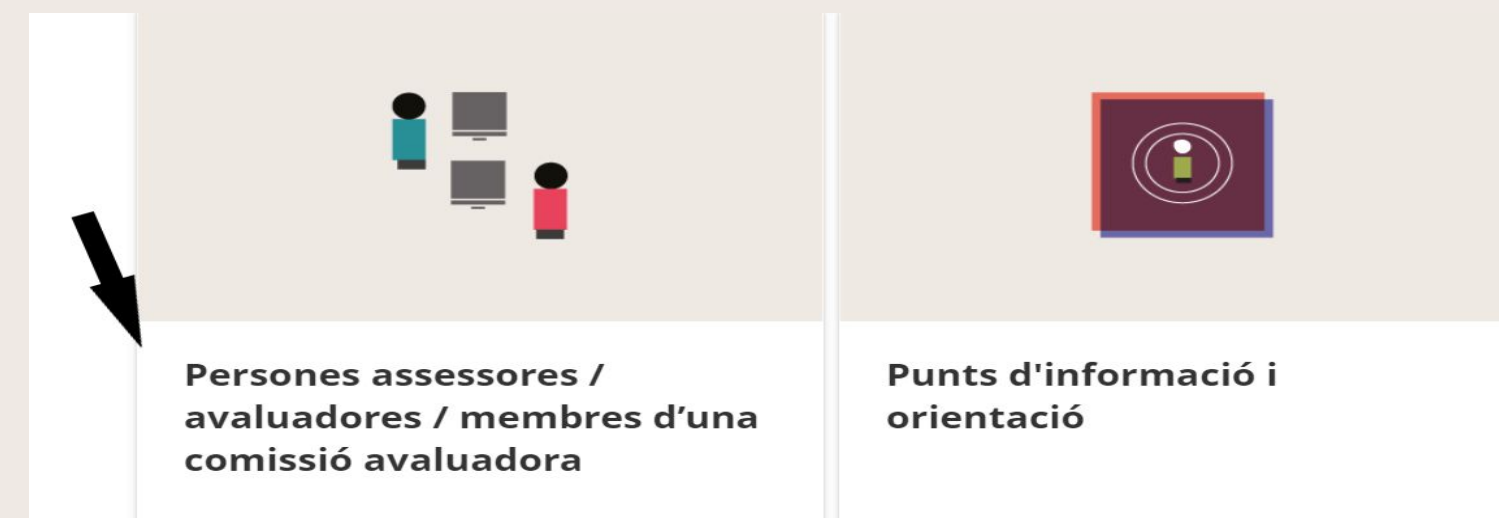 Persones assessores /
avaluadores / membres d’una
comissió avaluadora
Punts d'informació i
orientació